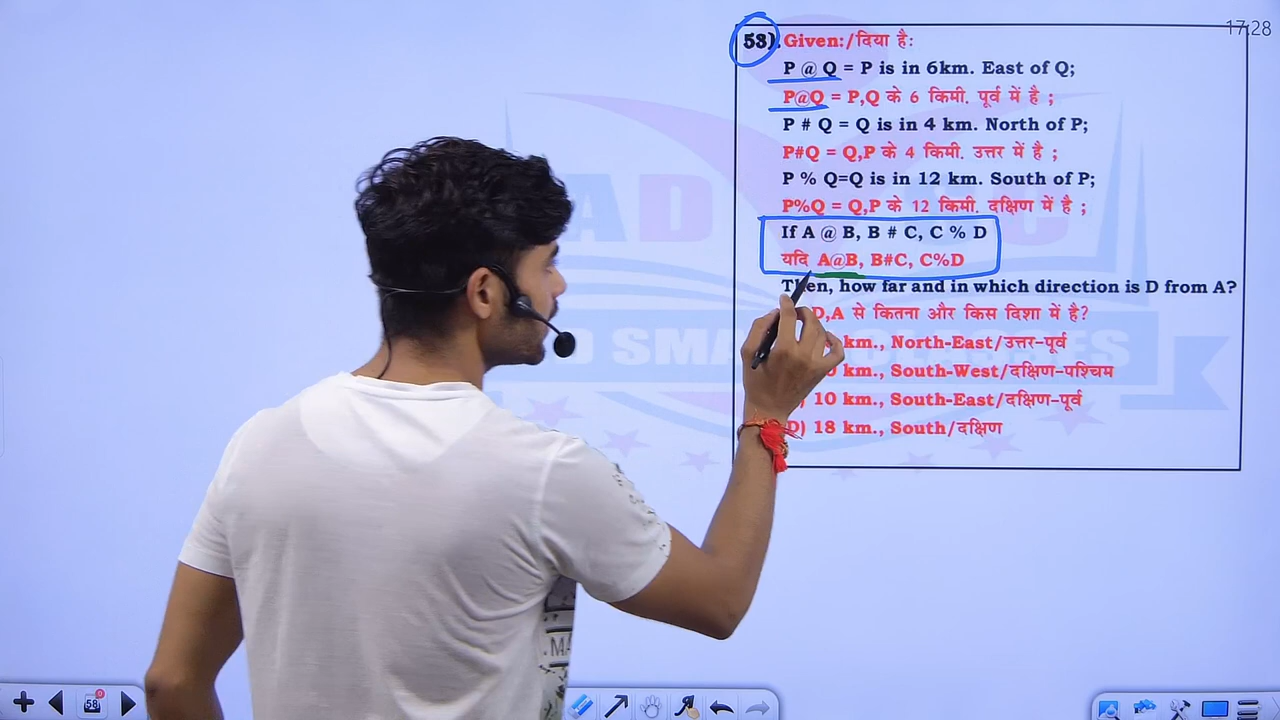 17:28
53). Given:/दिया है:
P @ Q = P is in 6km. East of Q;
P@Q = P,Q के 6 किमी. पूर्व में है ;
P # Q = Q is in 4 km. North of P;
P#Q = Q,P के 4 किमी. उत्तर में है ;
P % Q=Q is in 12 km. South of P;
P%Q = Q,P के 12 किमी. दक्षिण में है ;
If A @ B, B # C, C % D
यदि A@B, B#C, C%D
Then, how far and in which direction is D from A?
D,A से कितना और किस दिशा में है?
km., North-East/उत्तर-पूर्व
km., South-West/दक्षिण-पश्चिम
) 10 km., South-East/दक्षिण-पूर्व
D) 18 km., South/दक्षिण
58